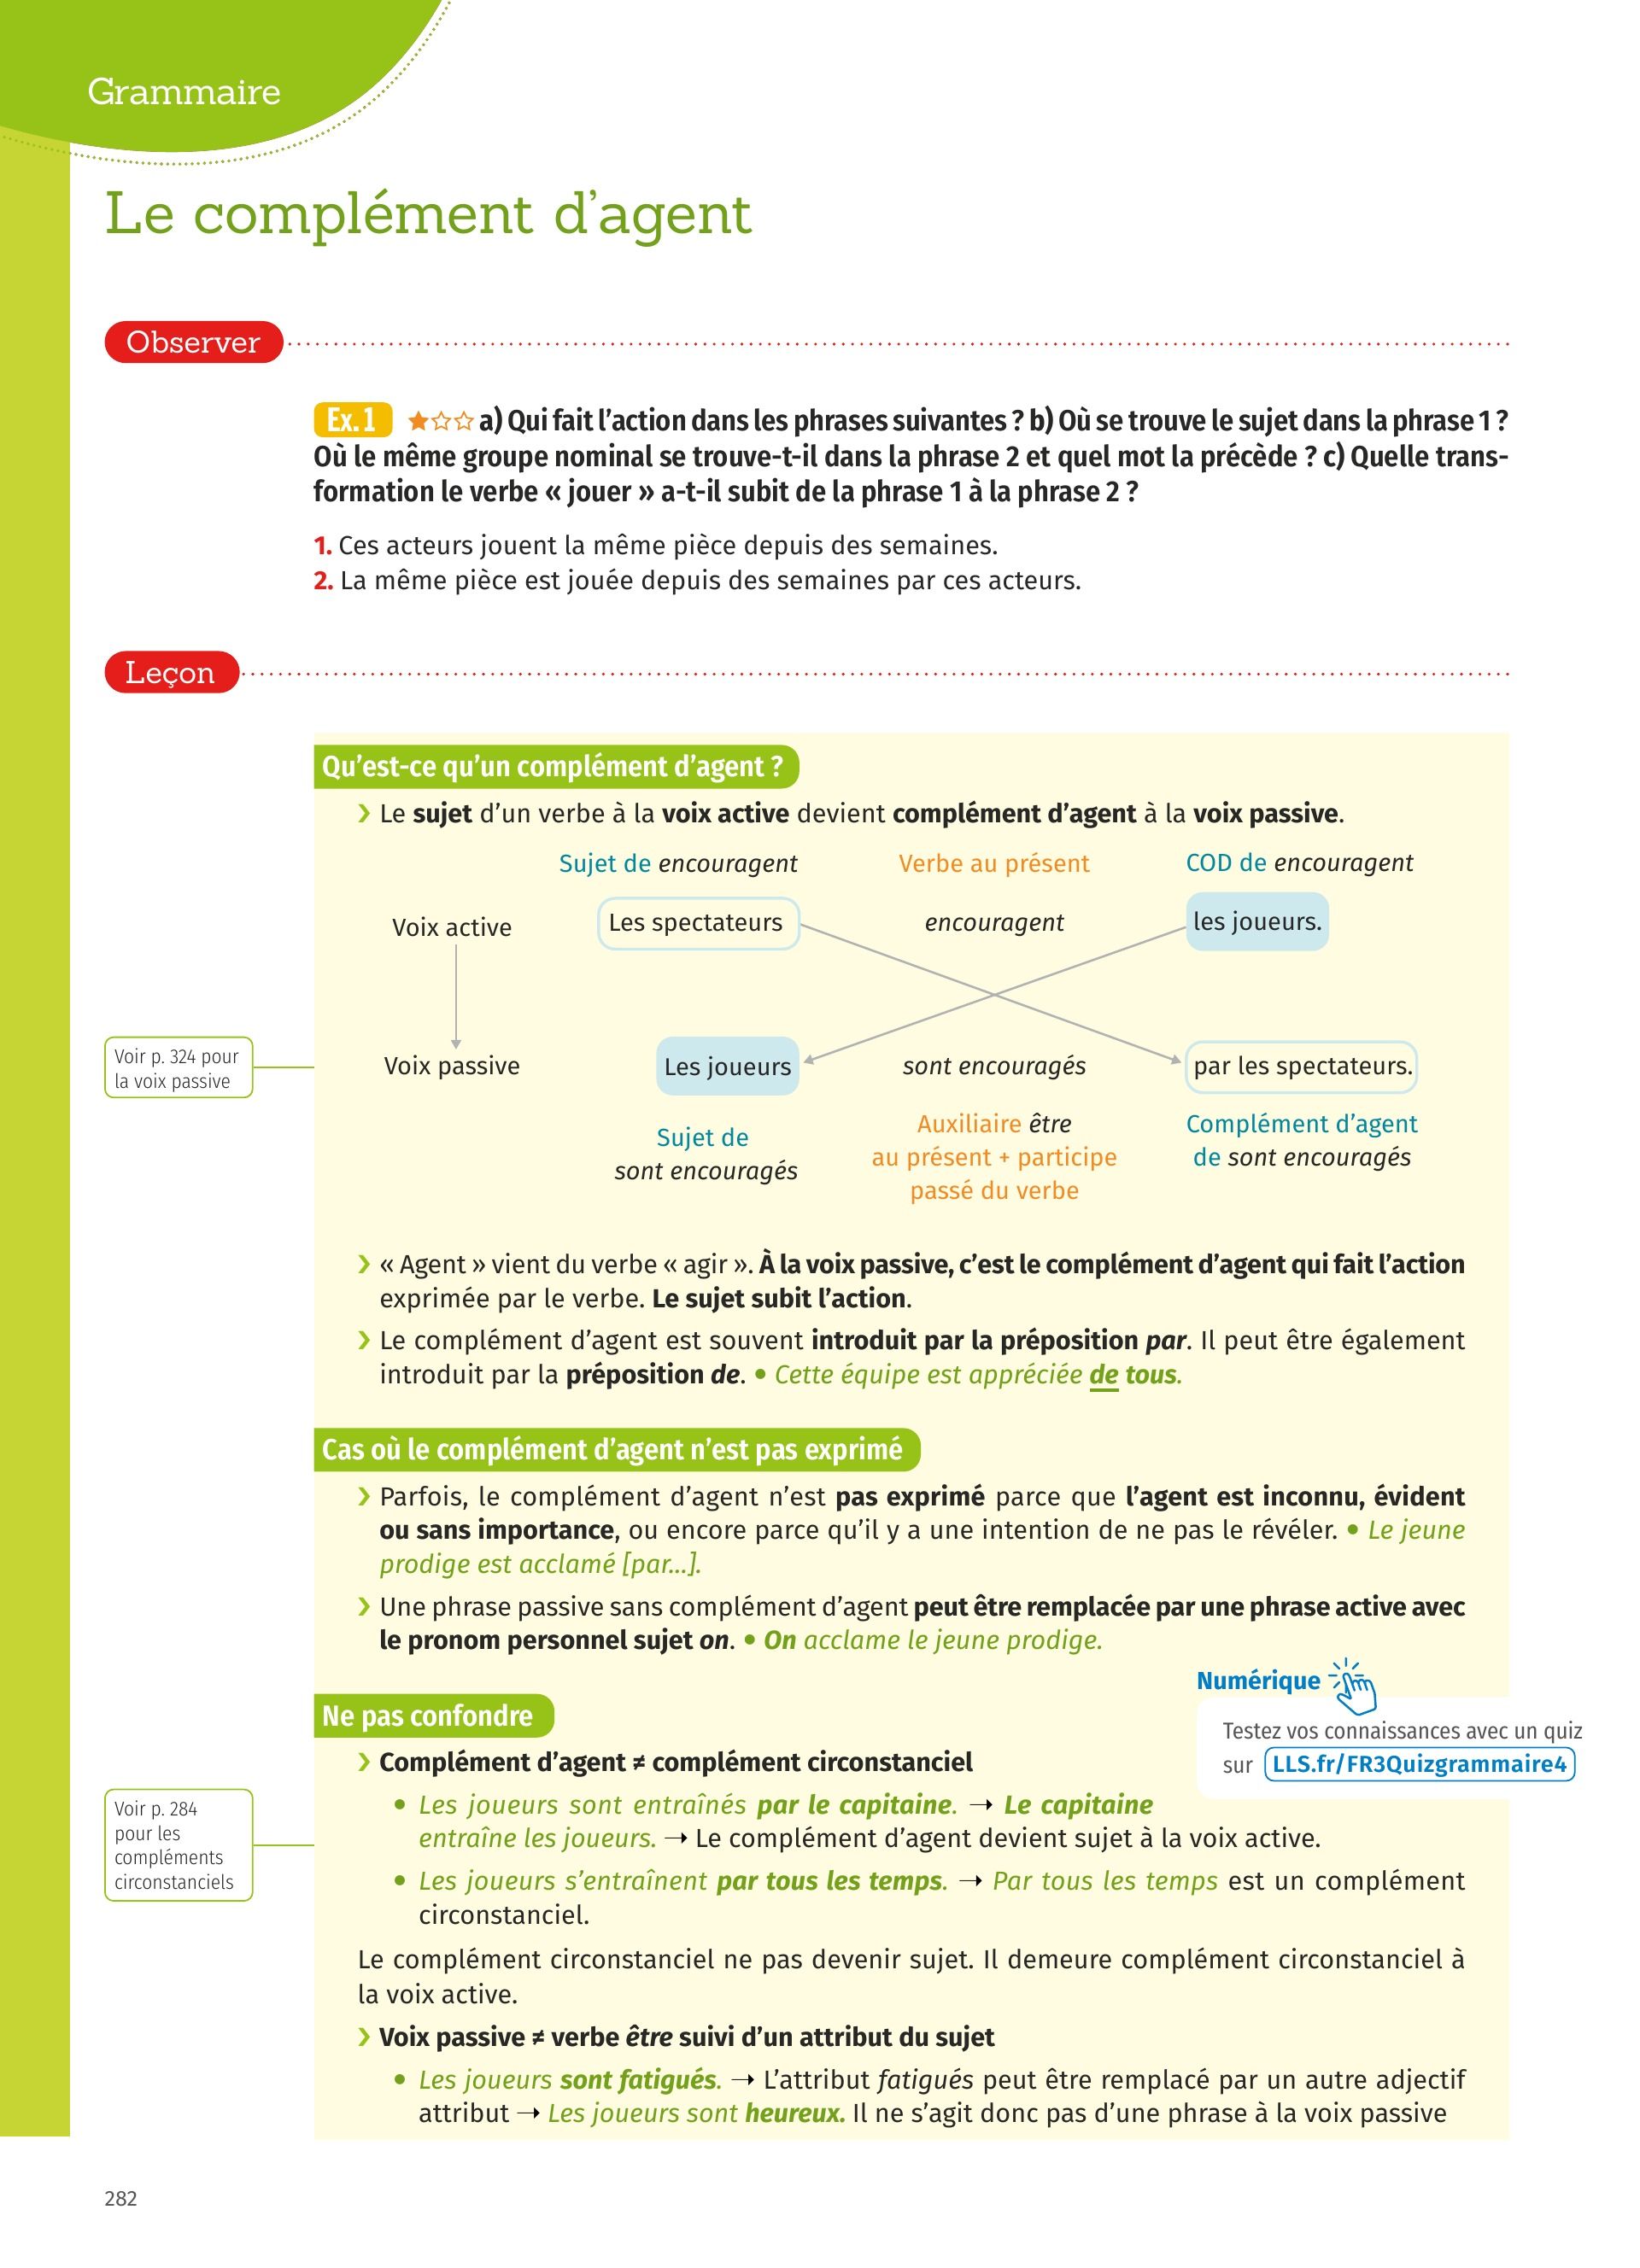 Grammaire
Le complément d'agent
Observer
Ex. 1 ★☆☆ a) Qui fait l'action dans les phrases suivantes ? b) Où se trouve le sujet dans la phrase 1 ?
Où le même groupe nominal se trouve-t-il dans la phrase 2 et quel mot la précède ? c) Quelle trans-
formation le verbe « jouer » a-t-il subit de la phrase 1 à la phrase 2 ?
1. Ces acteurs jouent la même pièce depuis des semaines.
2. La même pièce est jouée depuis des semaines par ces acteurs.
Leçon
Qu'est-ce qu'un complément d'agent ?
❯ Le sujet d'un verbe à la voix active devient complément d'agent à la voix passive.
Sujet de encouragent Verbe au présent COD de encouragent
Voix active Les spectateurs encouragent les joueurs.
Voir p. 324 pour
la voix passive
Voix passive Les joueurs sont encouragés par les spectateurs.
Sujet de
sont encouragés
Auxiliaire être
au présent + participe
passé du verbe
Complément d'agent
de sont encouragés
❯ « Agent » vient du verbe « agir ». À la voix passive, c'est le complément d'agent qui fait l'action
exprimée par le verbe. Le sujet subit l'action.
❯ Le complément d'agent est souvent introduit par la préposition par. Il peut être également
introduit par la préposition de. • Cette équipe est appréciée de tous.
Cas où le complément d'agent n'est pas exprimé
❯ Parfois, le complément d'agent n'est pas exprimé parce que l'agent est inconnu, évident
ou sans importance, ou encore parce qu'il y a une intention de ne pas le révéler. • Le jeune
prodige est acclamé [par...].
❯ Une phrase passive sans complément d'agent peut être remplacée par une phrase active avec
le pronom personnel sujet on. • On acclame le jeune prodige.
Numérique
Testez vos connaissances avec un quiz
sur LLS.fr/FR3Quizgrammaire4
Ne pas confondre
❯ Complément d'agent ≠ complément circonstanciel
• Les joueurs sont entraînés par le capitaine. → Le capitaine
entraîne les joueurs. → Le complément d'agent devient sujet à la voix active.
Voir p. 284
pour les
compléments
circonstanciels
• Les joueurs s'entraînent par tous les temps. → Par tous les temps est un complément
circonstanciel.
Le complément circonstanciel ne pas devenir sujet. Il demeure complément circonstanciel à
la voix active.
❯ Voix passive ≠ verbe être suivi d'un attribut du sujet
• Les joueurs sont fatigués. → L'attribut fatigués peut être remplacé par un autre adjectif
attribut → Les joueurs sont heureux. Il ne s'agit donc pas d'une phrase à la voix passive
282